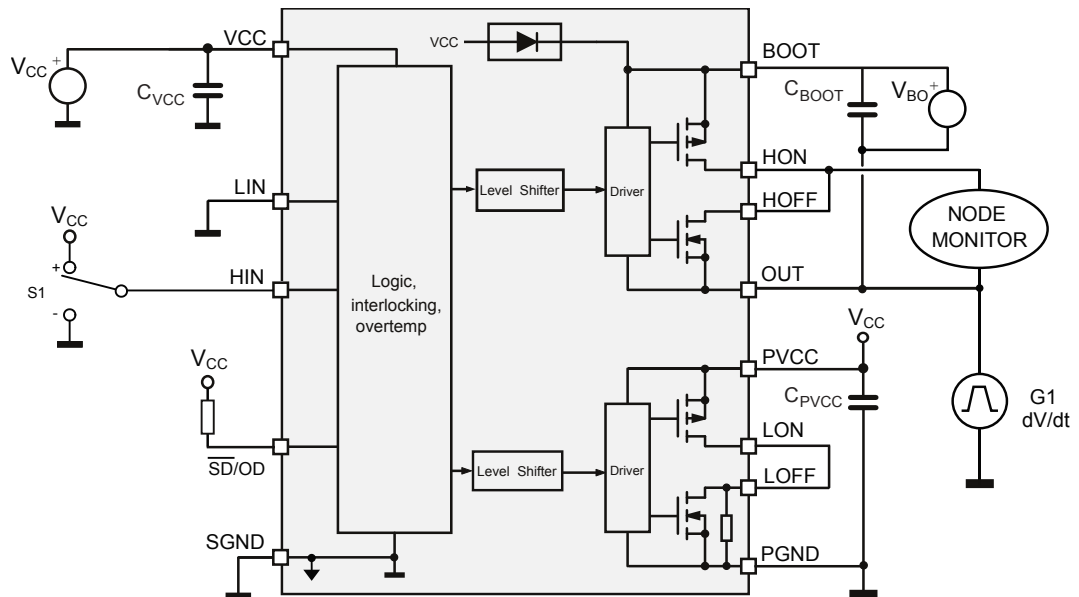 VCC
VCC
BOOT
VCC +
CVCC
CBOOT
VBO +
HON
LIN
Level Shifter
Driver
HOFF
NODE
MONITOR
VCC
+
S1
-
HIN
Logic,
interlocking,
overtemp
OUT
VCC
VCC
PVCC
CPVCC
G1
dV/dt
LON
SD/OD
Level Shifter
Driver
LOFF
SGND
PGND